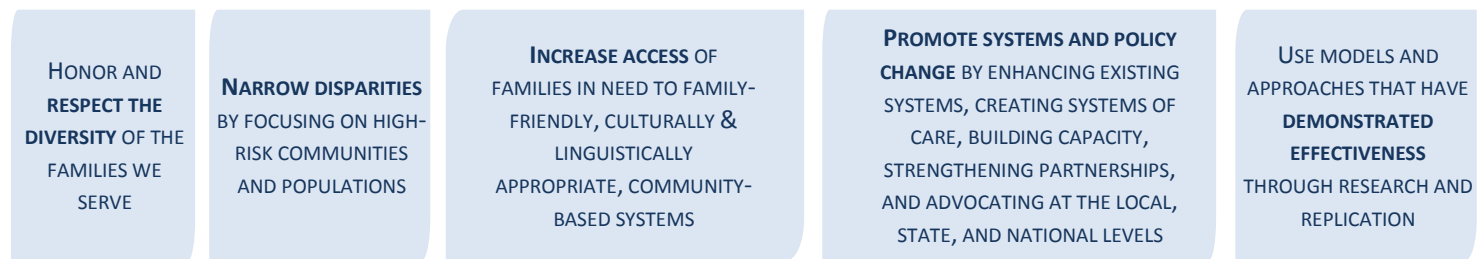 HONOR AND
RESPECT THE
DIVERSITY OF THE
FAMILIES WE
SERVE
NARROW DISPARITIES
BY FOCUSING ON HIGH-
RISK COMMUNITIES
AND POPULATIONS
INCREASE ACCESS OF
FAMILIES IN NEED TO FAMILY-
FRIENDLY, CULTURALLY &
LINGUISTICALLY
APPROPRIATE, COMMUNITY-
BASED SYSTEMS
PROMOTE SYSTEMS AND POLICY
CHANGE BY ENHANCING EXISTING
SYSTEMS, CREATING SYSTEMS OF
CARE, BUILDING CAPACITY,
STRENGTHENING PARTNERSHIPS,
AND ADVOCATING AT THE LOCAL,
STATE, AND NATIONAL LEVELS
USE MODELS AND
APPROACHES THAT HAVE
DEMONSTRATED
EFFECTIVENESS
THROUGH RESEARCH AND
REPLICATION